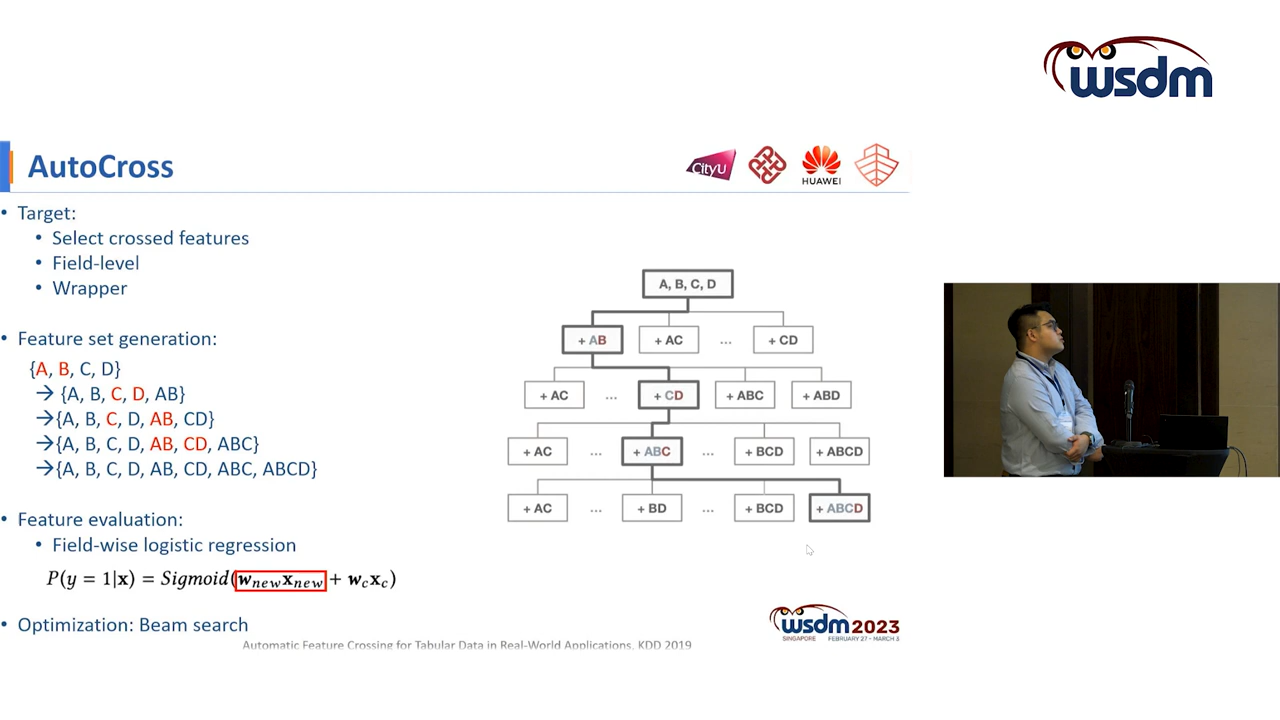 wsdm
AutoCross
CityU
HUAWEI
• Target:
• Select crossed features
• Field-level
• Wrapper
• Feature set generation:
{A, B, C, D}
→ {A, B, C, D, AB}
→{A, B, C, D, AB, CD}
→{A, B, C, D, AB, CD, ABC}
→{A, B, C, D, AB, CD, ABC, ABCD}
• Feature evaluation:
• Field-wise logistic regression
P(y = 1|x) = Sigmoid(w_new x_new + w_c x_c)
• Optimization: Beam search
A, B, C, D
+ AB + AC ... + CD
+ AC ... + CD + ABC + ABD
+ AC ... + ABC ... + BCD + ABCD
+ AC ... + BD ... + BCD + ABCD
wsdm 2023
SINGAPORE FEBRUARY 27 - MARCH 3
Automatic Feature Crossing for Tabular Data in Real-World Applications. KDD 2019